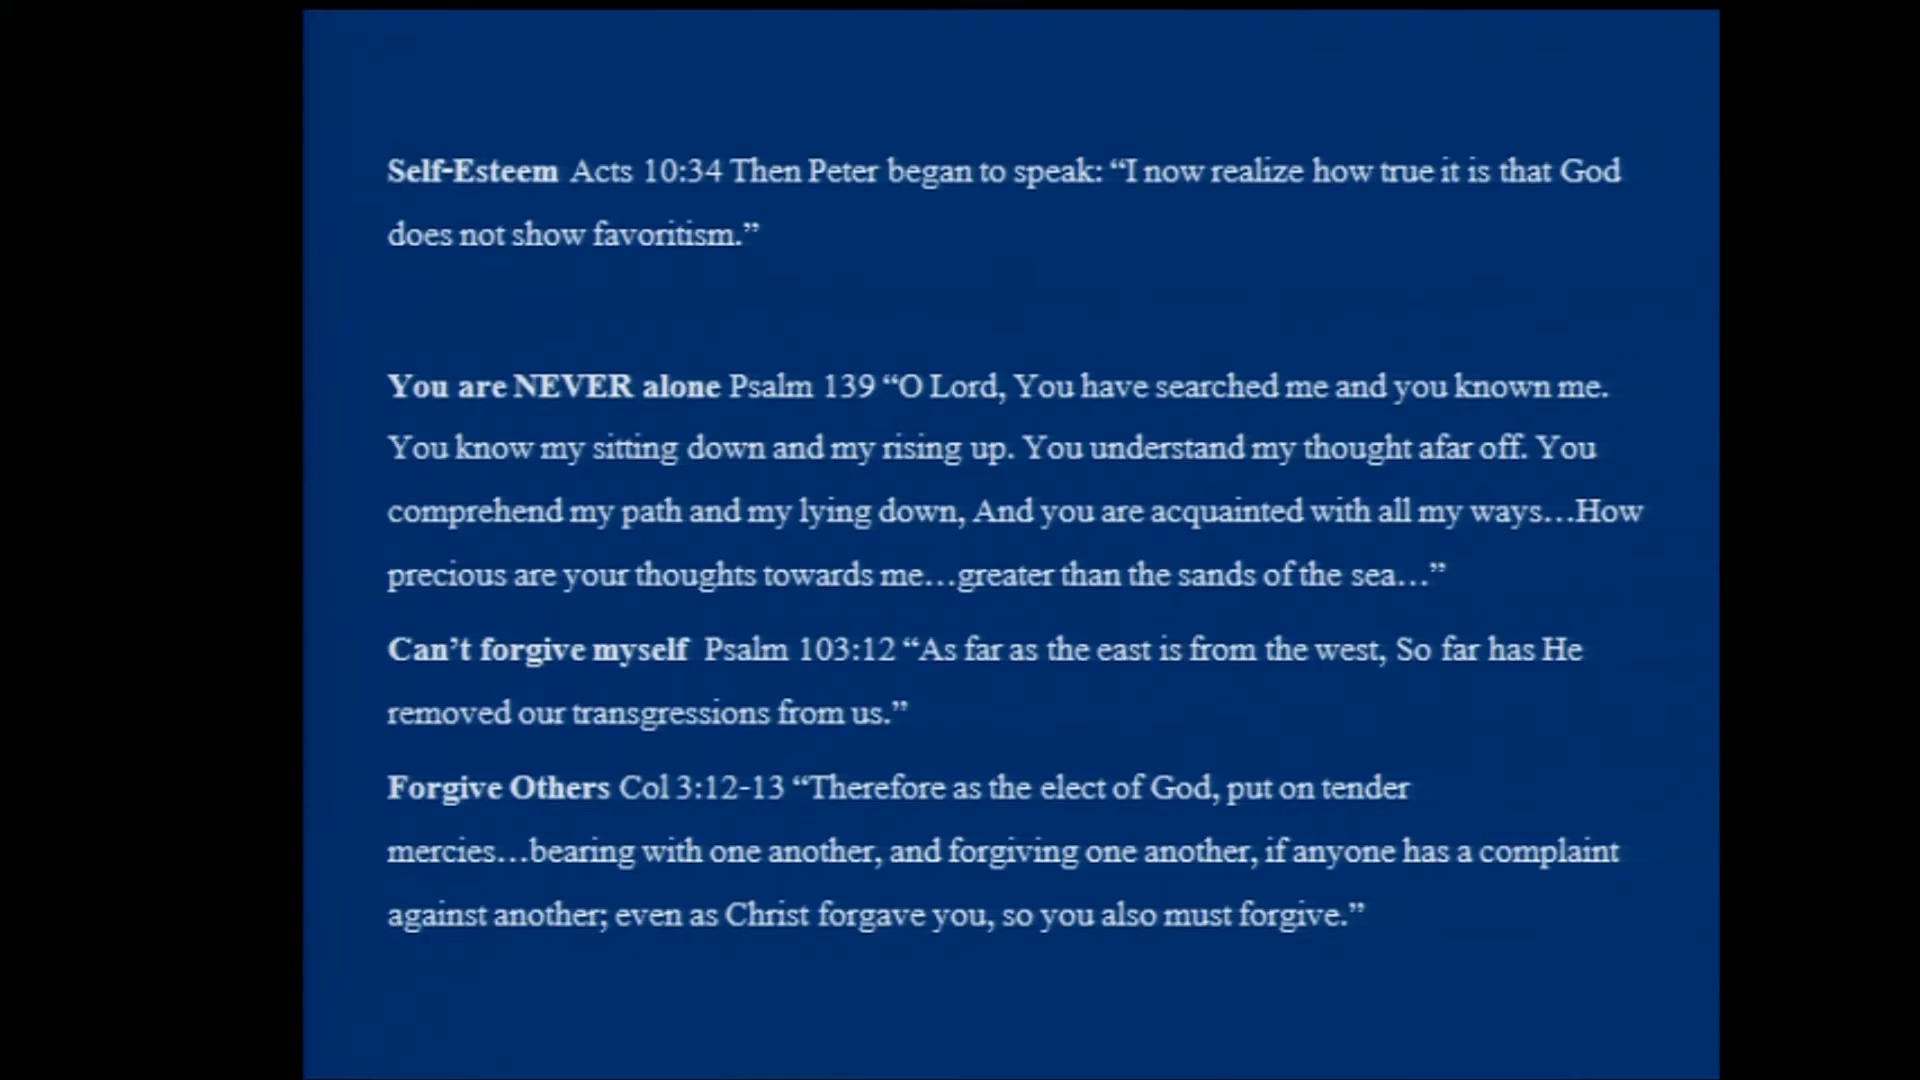 Self-Esteem Acts 10:34 Then Peter began to speak: “I now realize how true it is that God
does not show favoritism.”
You are NEVER alone Psalm 139 “O Lord, You have searched me and you known me.
You know my sitting down and my rising up. You understand my thought afar off. You
comprehend my path and my lying down, And you are acquainted with all my ways…How
precious are your thoughts towards me…greater than the sands of the sea…”
Can’t forgive myself Psalm 103:12 “As far as the east is from the west, So far has He
removed our transgressions from us.”
Forgive Others Col 3:12-13 “Therefore as the elect of God, put on tender
mercies…bearing with one another, and forgiving one another, if anyone has a complaint
against another; even as Christ forgave you, so you also must forgive.”